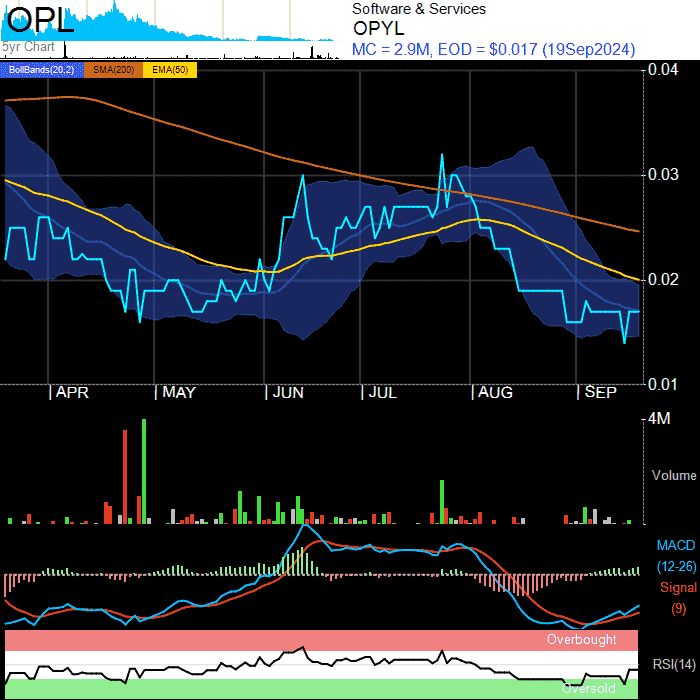 OPL
5yr Chart
Software & Services
OPYL
MC = 2.9M, EOD = $0.017 (19Sep2024)
BollBands(20,2) SMA(200) EMA(50)
0.04
0.03
0.02
0.01
APR MAY JUN JUL AUG SEP
4M
Volume
MACD
(12-26)
Signal
(9)
Overbought
RSI(14)
Oversold